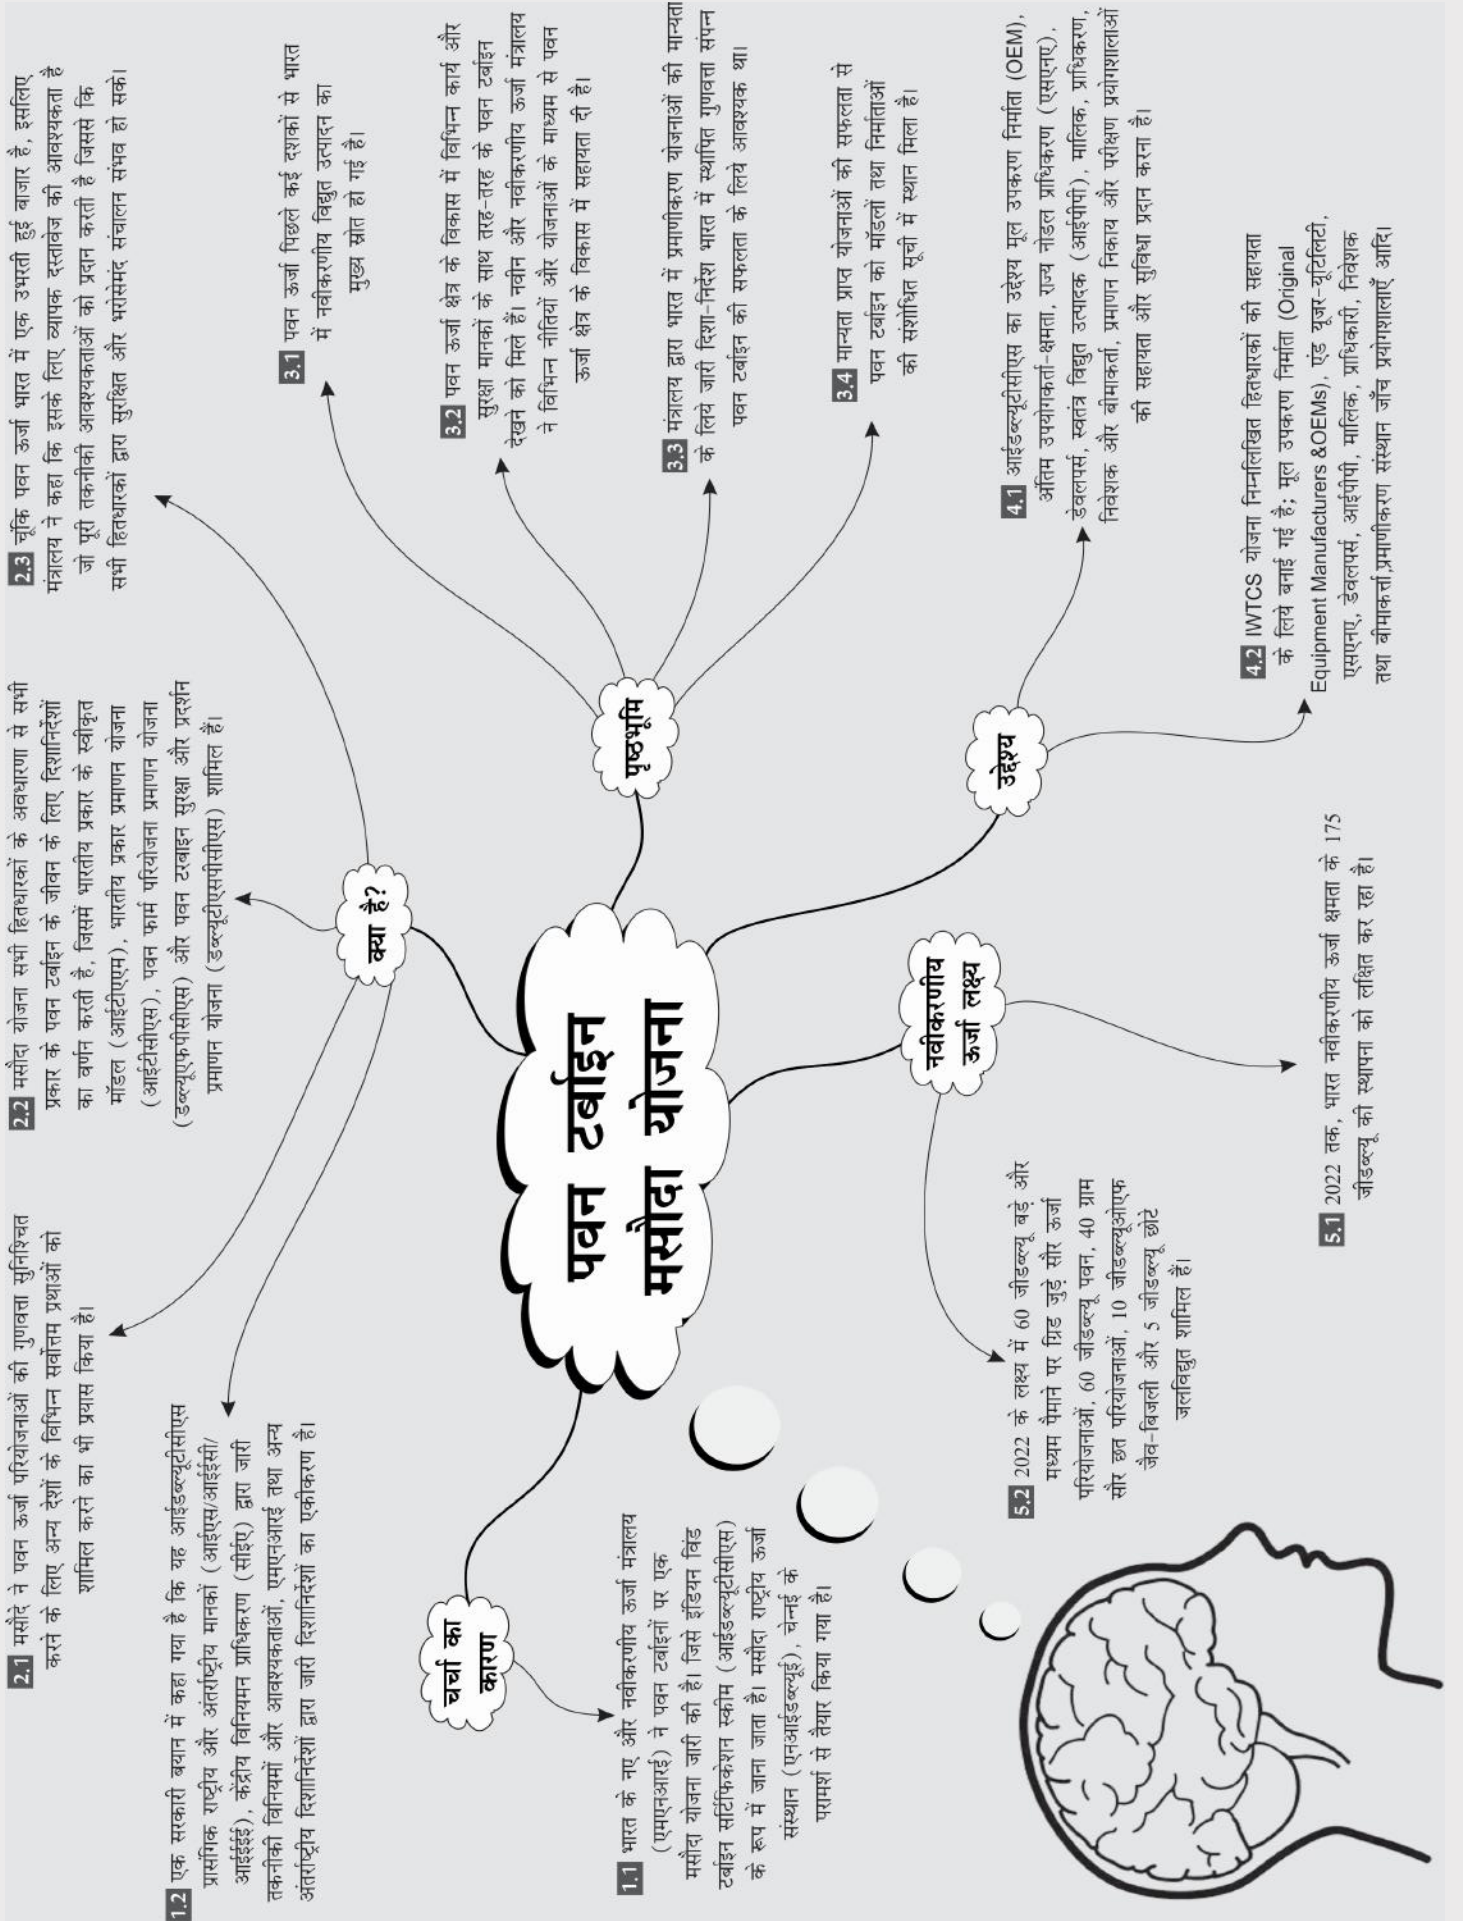 पवन टर्बाइन
मसौदा योजना
चर्चा का
कारण
1.1 भारत के नए और नवीकरणीय ऊर्जा मंत्रालय
(एमएनआरई) ने पवन टर्बाइनों पर एक
मसौदा योजना जारी की है। जिसे इंडियन विंड
टर्बाइन सर्टिफिकेशन स्कीम (आईडब्ल्यूटीसीएस)
के रूप में जाना जाता है। मसौदा राष्ट्रीय ऊर्जा
संस्थान (एनआईडब्ल्यूई), चेन्नई के
परामर्श से तैयार किया गया है।
1.2 एक सरकारी बयान में कहा गया है कि यह आईडब्ल्यूटीसीएस
प्रासंगिक राष्ट्रीय और अंतर्राष्ट्रीय मानकों (आईएस/आईईसी/
आईईईई), केंद्रीय विनियमन प्राधिकरण (सीईए) द्वारा जारी
तकनीकी विनियमों और आवश्यकताओं, एमएनआरई तथा अन्य
अंतर्राष्ट्रीय दिशानिर्देशों द्वारा जारी दिशानिर्देशों का एकीकरण है।
क्या है?
2.1 मसौदे ने पवन ऊर्जा परियोजनाओं की गुणवत्ता सुनिश्चित
करने के लिए अन्य देशों के विभिन्न सर्वोत्तम प्रथाओं को
शामिल करने का भी प्रयास किया है।
2.2 मसौदा योजना सभी हितधारकों के अवधारणा से सभी
प्रकार के पवन टर्बाइन के जीवन के लिए दिशानिर्देशों
का वर्णन करती है, जिसमें भारतीय प्रकार के स्वीकृत
मॉडल (आईटीएएम), भारतीय प्रकार प्रमाणन योजना
(आईटीसीएस), पवन फार्म परियोजना प्रमाणन योजना
(डब्ल्यूएफपीसीएस) और पवन टरबाइन सुरक्षा और प्रदर्शन
प्रमाणन योजना (डब्ल्यूटीएसपीसीएस) शामिल हैं।
2.3 चूंकि पवन ऊर्जा भारत में एक उभरती हुई बाजार है, इसलिए
मंत्रालय ने कहा कि इसके लिए व्यापक दस्तावेज की आवश्यकता है
जो पूरी तकनीकी आवश्यकताओं को प्रदान करती है जिससे कि
सभी हितधारकों द्वारा सुरक्षित और भरोसेमंद संचालन संभव हो सके।
पृष्ठभूमि
3.1 पवन ऊर्जा पिछले कई दशकों से भारत
में नवीकरणीय विद्युत उत्पादन का
मुख्य स्रोत हो गई है।
3.2 पवन ऊर्जा क्षेत्र के विकास में विभिन्न कार्य और
सुरक्षा मानकों के साथ तरह-तरह के पवन टर्बाइन
देखने को मिले हैं। नवीन और नवीकरणीय ऊर्जा मंत्रालय
ने विभिन्न नीतियों और योजनाओं के माध्यम से पवन
ऊर्जा क्षेत्र के विकास में सहायता दी है।
3.3 मंत्रालय द्वारा भारत में प्रमाणीकरण योजनाओं की मान्यता
के लिये जारी दिशा-निर्देश भारत में स्थापित गुणवत्ता संपन्न
पवन टर्बाइन की सफलता के लिये आवश्यक था।
3.4 मान्यता प्राप्त योजनाओं की सफलता से
पवन टर्बाइन को मॉडलों तथा निर्माताओं
की संशोधित सूची में स्थान मिला है।
उद्देश्य
4.1 आईडब्ल्यूटीसीएस का उद्देश्य मूल उपकरण निर्माता (OEM),
अंतिम उपयोगकर्ता-क्षमता, राज्य नोडल प्राधिकरण (एसएनए),
डेवलपर्स, स्वतंत्र विद्युत उत्पादक (आईपीपी), मालिक, प्राधिकरण,
निवेशक और बीमाकर्ता, प्रमाणन निकाय और परीक्षण प्रयोगशालाओं
की सहायता और सुविधा प्रदान करना है।
4.2 IWTCS योजना निम्नलिखित हितधारकों की सहायता
के लिये बनाई गई है; मूल उपकरण निर्माता (Original
Equipment Manufacturers &OEMs), एंड यूजर-यूटिलिटी,
एसएनए, डेवलपर्स, आईपीपी, मालिक, प्राधिकारी, निवेशक
तथा बीमाकर्त्ता,प्रमाणीकरण संस्थान जाँच प्रयोगशालाएँ आदि।
नवीकरणीय
ऊर्जा लक्ष्य
5.1 2022 तक, भारत नवीकरणीय ऊर्जा क्षमता के 175
जीडब्ल्यू की स्थापना को लक्षित कर रहा है।
5.2 2022 के लक्ष्य में 60 जीडब्ल्यू बड़े और
मध्यम पैमाने पर ग्रिड जुड़े सौर ऊर्जा
परियोजनाओं, 60 जीडब्ल्यू पवन, 40 ग्राम
सौर छत परियोजनाओं, 10 जीडब्ल्यूओएफ
जैव-बिजली और 5 जीडब्ल्यू छोटे
जलविद्युत शामिल हैं।